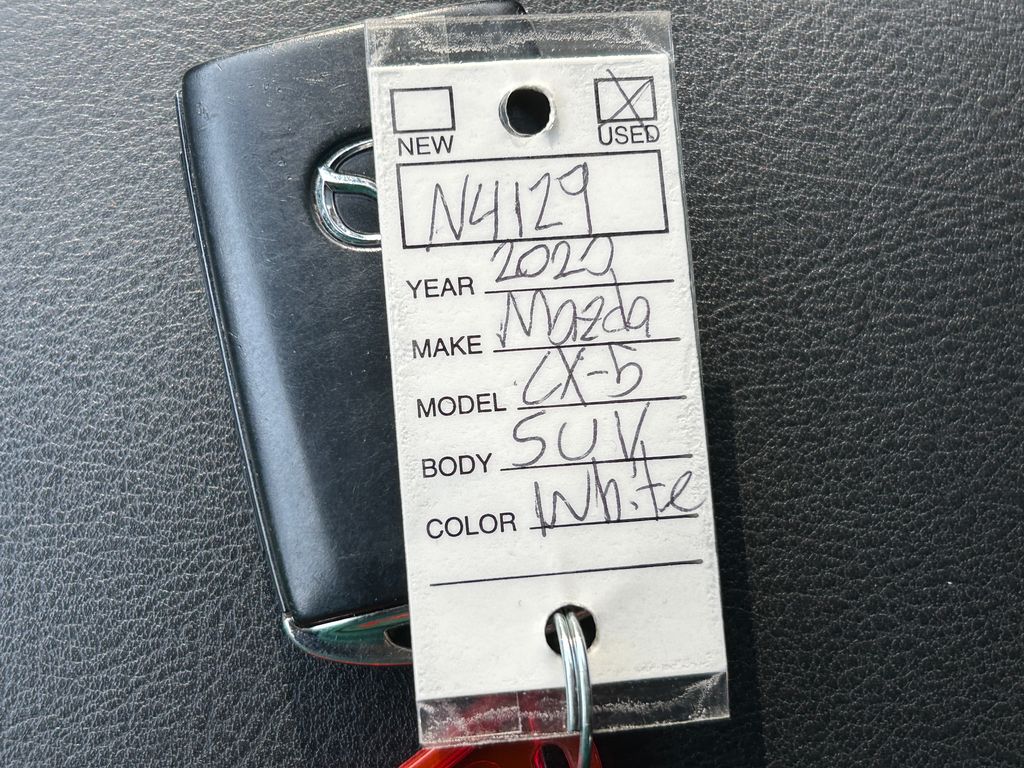 NEW USED
N4129
YEAR 2020
MAKE Mazda
MODEL CX-5
BODY SUV
COLOR White